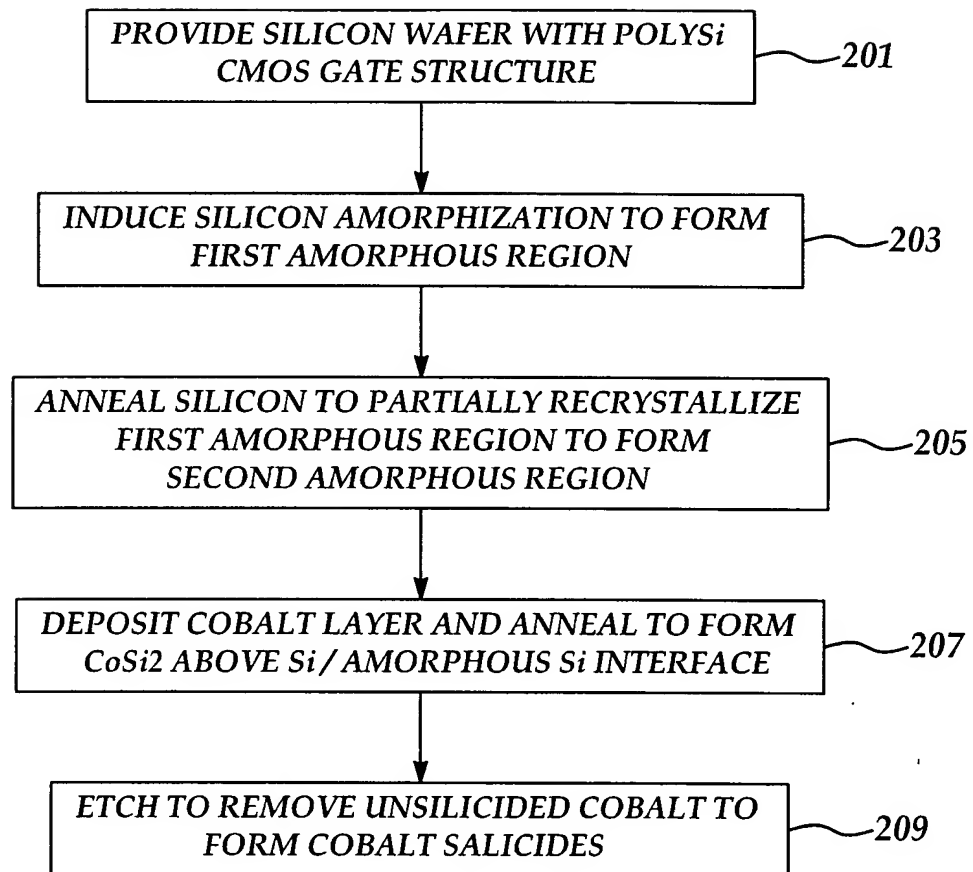 PROVIDE SILICON WAFER WITH POLYSi
CMOS GATE STRUCTURE
201
INDUCE SILICON AMORPHIZATION TO FORM
FIRST AMORPHOUS REGION
203
ANNEAL SILICON TO PARTIALLY RECRYSTALLIZE
FIRST AMORPHOUS REGION TO FORM
SECOND AMORPHOUS REGION
205
DEPOSIT COBALT LAYER AND ANNEAL TO FORM
CoSi2 ABOVE Si/AMORPHOUS Si INTERFACE
207
ETCH TO REMOVE UNSILICIDED COBALT TO
FORM COBALT SALICIDES
209